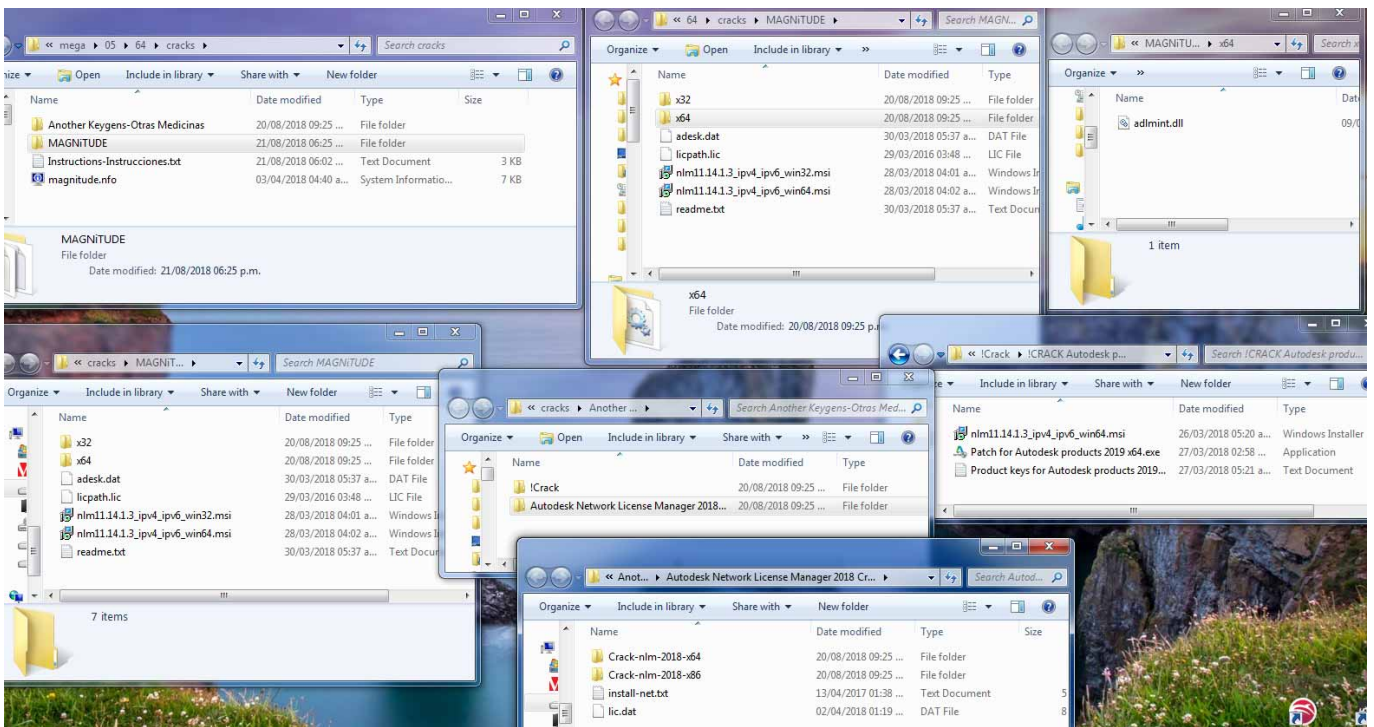 « mega ▸ 05 ▸ 64 ▸ cracks ▸
Search cracks
Open
Include in library
Share with
New folder
Name
Date modified
Type
Size
Another Keygens-Otras Medicinas
20/08/2018 09:25 ...
File folder
MAGNiTUDE
21/08/2018 06:25 ...
File folder
Instructions-Instrucciones.txt
21/08/2018 06:02 ...
Text Document
3 KB
magnitude.nfo
03/04/2018 04:40 a...
System Informatio...
7 KB
MAGNiTUDE
File folder
Date modified: 21/08/2018 06:25 p.m.
« 64 ▸ cracks ▸ MAGNiTUDE ▸
Search MAGN...
Organize
Open
Include in library
»
Name
Date modified
Type
x32
20/08/2018 09:25 ...
File folder
x64
20/08/2018 09:25 ...
File folder
adesk.dat
30/03/2018 05:37 a...
DAT File
licpath.lic
29/03/2016 03:48 ...
LIC File
nlm11.14.1.3_ipv4_ipv6_win32.msi
28/03/2018 04:01 a...
Windows In
nlm11.14.1.3_ipv4_ipv6_win64.msi
28/03/2018 04:02 a...
Windows In
readme.txt
30/03/2018 05:37 a...
Text Docun
x64
File folder
Date modified: 20/08/2018 09:25 p.
« MAGNiTU... ▸ x64
Search x
Organize
»
Name
Dat
adlmint.dll
09/0
1 item
« cracks ▸ MAGNiT... ▸
Search MAGNiTUDE
Organize
Include in library
Share with
New folder
Name
Date modified
Type
x32
20/08/2018 09:25 ...
File folder
x64
20/08/2018 09:25 ...
File folder
adesk.dat
30/03/2018 05:37 a...
DAT File
licpath.lic
29/03/2016 03:48 ...
LIC File
nlm11.14.1.3_ipv4_ipv6_win32.msi
28/03/2018 04:01 a...
Windows I
nlm11.14.1.3_ipv4_ipv6_win64.msi
28/03/2018 04:02 a...
Windows I
readme.txt
30/03/2018 05:37 a...
Text Docu
7 items
« cracks ▸ Another ... ▸
Search Another Keygens-Otras Med...
Organize
Open
Include in library
Share with
»
Name
Date modified
Type
!Crack
20/08/2018 09:25 ...
File folder
Autodesk Network License Manager 2018...
20/08/2018 09:25 ...
File folder
« !Crack ▸ !CRACK Autodesk p...
Search !CRACK Autodesk produ...
Include in library
Share with
New folder
Name
Date modified
Type
nlm11.14.1.3_ipv4_ipv6_win64.msi
26/03/2018 05:20 a...
Windows Installer
Patch for Autodesk products 2019 x64.exe
27/03/2018 02:58 ...
Application
Product keys for Autodesk products 2019...
27/03/2018 05:21 a...
Text Document
« Anot... ▸ Autodesk Network License Manager 2018 Cr... ▸
Search Autod...
Organize
Include in library
Share with
New folder
Name
Date modified
Type
Size
Crack-nlm-2018-x64
20/08/2018 09:25 ...
File folder
Crack-nlm-2018-x86
20/08/2018 09:25 ...
File folder
install-net.txt
13/04/2017 01:38 ...
Text Document
5
lic.dat
02/04/2018 01:19 ...
DAT File
8